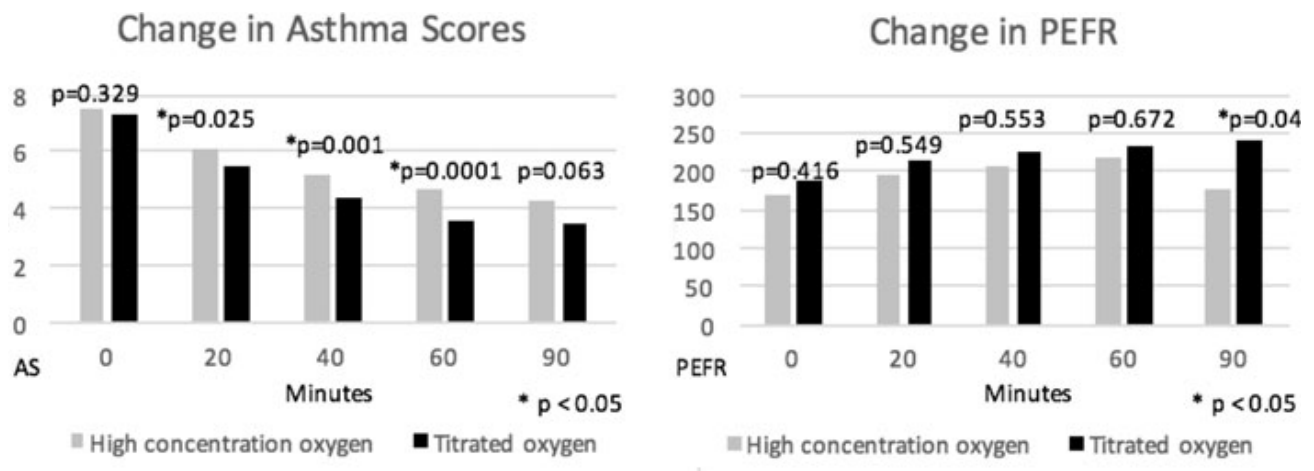 Change in Asthma Scores
8
6
4
2
0
p=0.329
*p=0.025
*p=0.001
*p=0.0001
p=0.063
0 20 40 60 90
AS
Minutes
* p < 0.05
High concentration oxygen Titrated oxygen
Change in PEFR
300
250
200
150
100
50
0
p=0.416
p=0.549
p=0.553
p=0.672
*p=0.04
0 20 40 60 90
PEFR
Minutes
* p < 0.05
High concentration oxygen Titrated oxygen